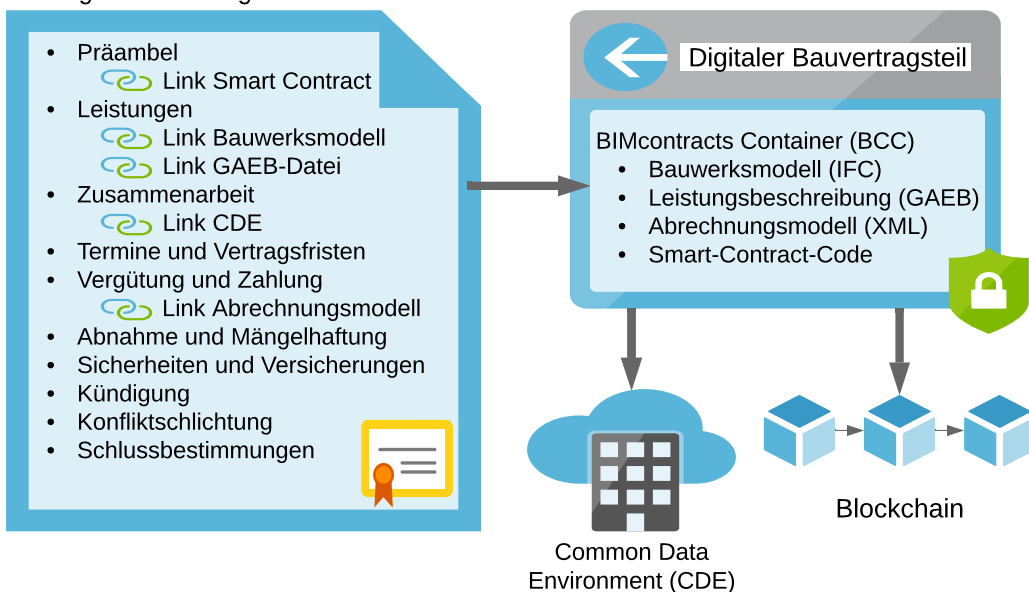 • Präambel
Link Smart Contract
• Leistungen
Link Bauwerksmodell
Link GAEB-Datei
• Zusammenarbeit
Link CDE
• Termine und Vertragsfristen
• Vergütung und Zahlung
Link Abrechnungsmodell
• Abnahme und Mängelhaftung
• Sicherheiten und Versicherungen
• Kündigung
• Konfliktschlichtung
• Schlussbestimmungen
Digitaler Bauvertragsteil
BIMcontracts Container (BCC)
• Bauwerksmodell (IFC)
• Leistungsbeschreibung (GAEB)
• Abrechnungsmodell (XML)
• Smart-Contract-Code
Common Data
Environment (CDE)
Blockchain